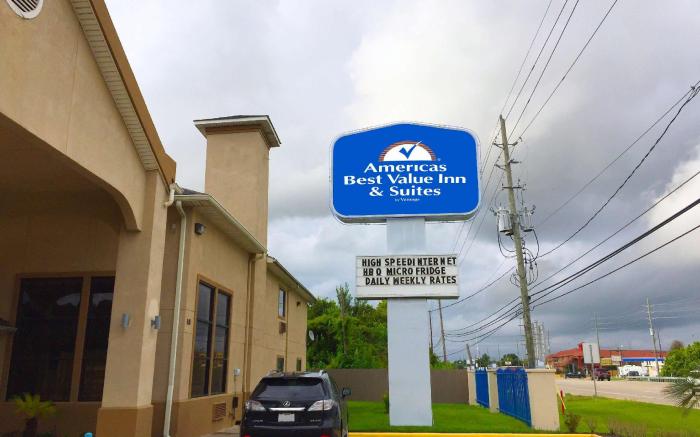 Americas
Best Value Inn
& Suites
by Vantage
HIGH SPEED INTERNET
HBO MICRO FRIDGE
DAILY WEEKLY RATES